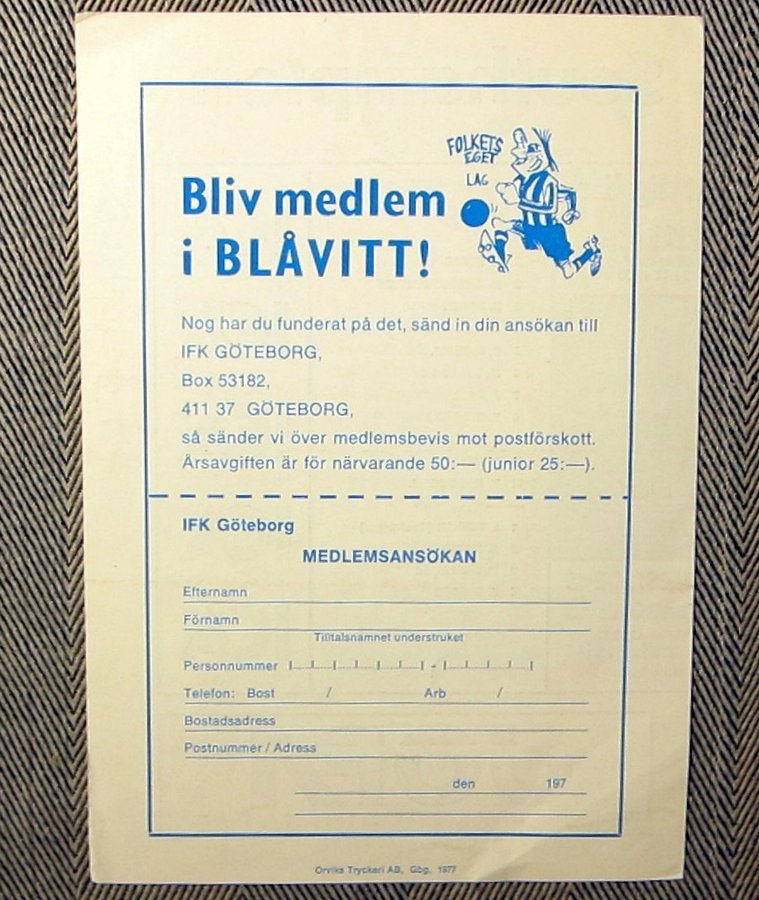 FOLKETS
EGET
LAG
Bliv medlem
i BLÅVITT!
Nog har du funderat på det, sänd in din ansökan till
IFK GÖTEBORG,
Box 53182,
411 37 GÖTEBORG,
så sänder vi över medlemsbevis mot postförskott.
Årsavgiften är för närvarande 50:— (junior 25:—).
IFK Göteborg
MEDLEMSANSÖKAN
Efternamn
Förnamn
Tilltalsnamnet understruket
Personnummer -
Telefon: Bost / Arb /
Bostadsadress
Postnummer / Adress
den 197
Orviks Tryckeri AB, Gbg, 1977